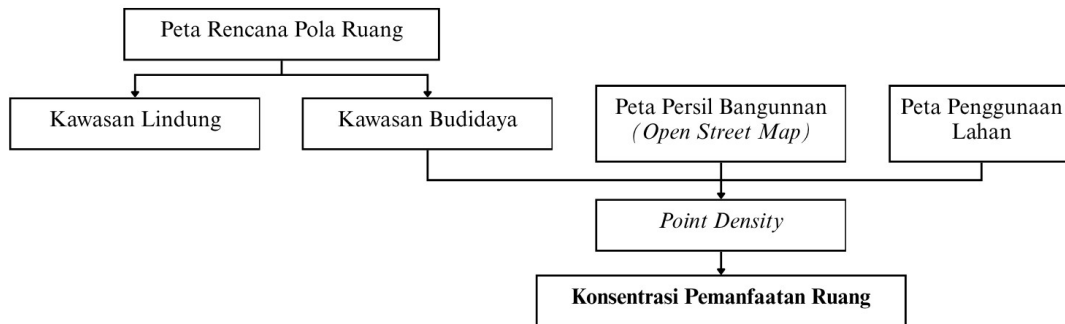 Peta Rencana Pola Ruang
Kawasan Lindung
Kawasan Budidaya
Peta Persil Bangunnan
(Open Street Map)
Peta Penggunaan
Lahan
Point Density
Konsentrasi Pemanfaatan Ruang